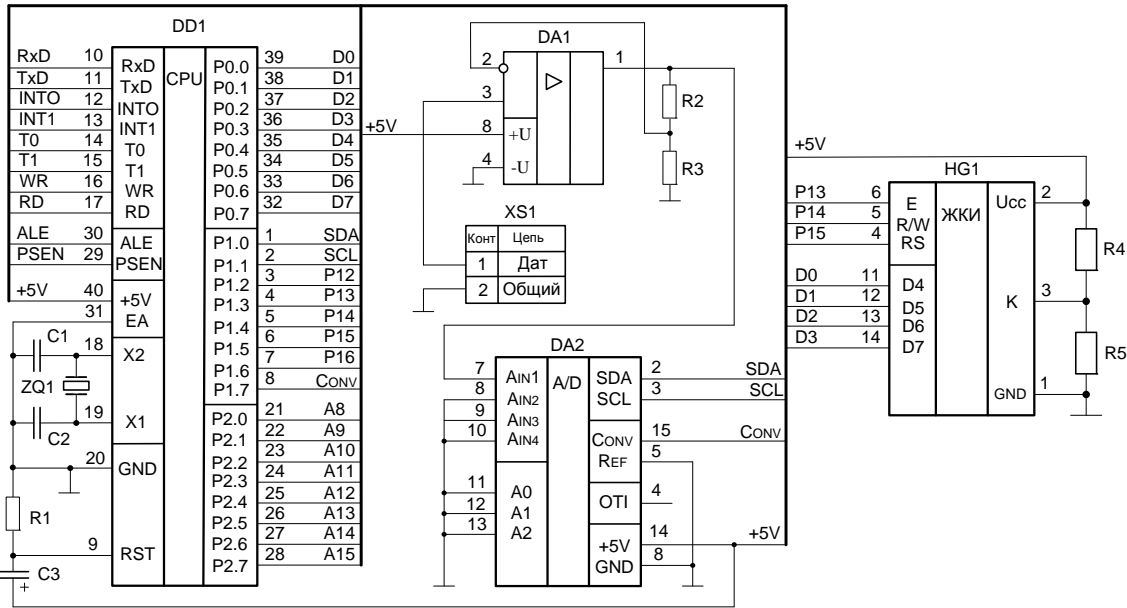 DD1
RxD 10 RxD CPU P0.0 39 D0
TxD 11 TxD P0.1 38 D1
INTO 12 INTO P0.2 37 D2
INT1 13 INT1 P0.3 36 D3
T0 14 T0 P0.4 35 D4
T1 15 T1 P0.5 34 D5
WR 16 WR P0.6 33 D6
RD 17 RD P0.7 32 D7
ALE 30 ALE P1.0 1 SDA
PSEN 29 PSEN P1.1 2 SCL
P1.2 3 P12
+5V 40 +5V P1.3 4 P13
31 EA P1.4 5 P14
C1 18 X2 P1.5 6 P15
P1.6 7 P16
ZQ1 P1.7 8 CONV
C2 19 X1 P2.0 21 A8
P2.1 22 A9
20 GND P2.2 23 A10
P2.3 24 A11
P2.4 25 A12
R1 P2.5 26 A13
P2.6 27 A14
9 RST P2.7 28 A15
C3 +
DA1
2 1
3
+5V 8 +U
4 -U
R2
R3
XS1
Конт Цепь
1 Дат
2 Общий
DA2
7 AIN1 A/D SDA 2 SDA
8 AIN2 SCL 3 SCL
9 AIN3
10 AIN4 CONV 15 CONV
REF 5
11 A0 OTI 4
12 A1
13 A2 +5V 14 +5V
GND 8
+5V
HG1
P13 6 E ЖКИ Ucc 2
P14 5 R/W
P15 4 RS
R4
D0 11 D4
D1 12 D5 K 3
D2 13 D6
D3 14 D7
R5
GND 1